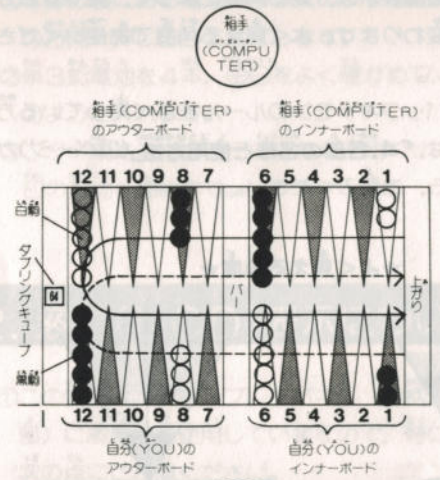 相手
(COMPU
TER)
相手(COMPUTER)
のアウターボード
相手(COMPUTER)
のインナーボード
12 11 10 9 8 7
6 5 4 3 2 1
白駒
ダブリングキューブ
64
黒駒
バー
上がり
12 11 10 9 8 7
6 5 4 3 2 1
自分(YOU)の
アウターボード
自分(YOU)の
インナーボード